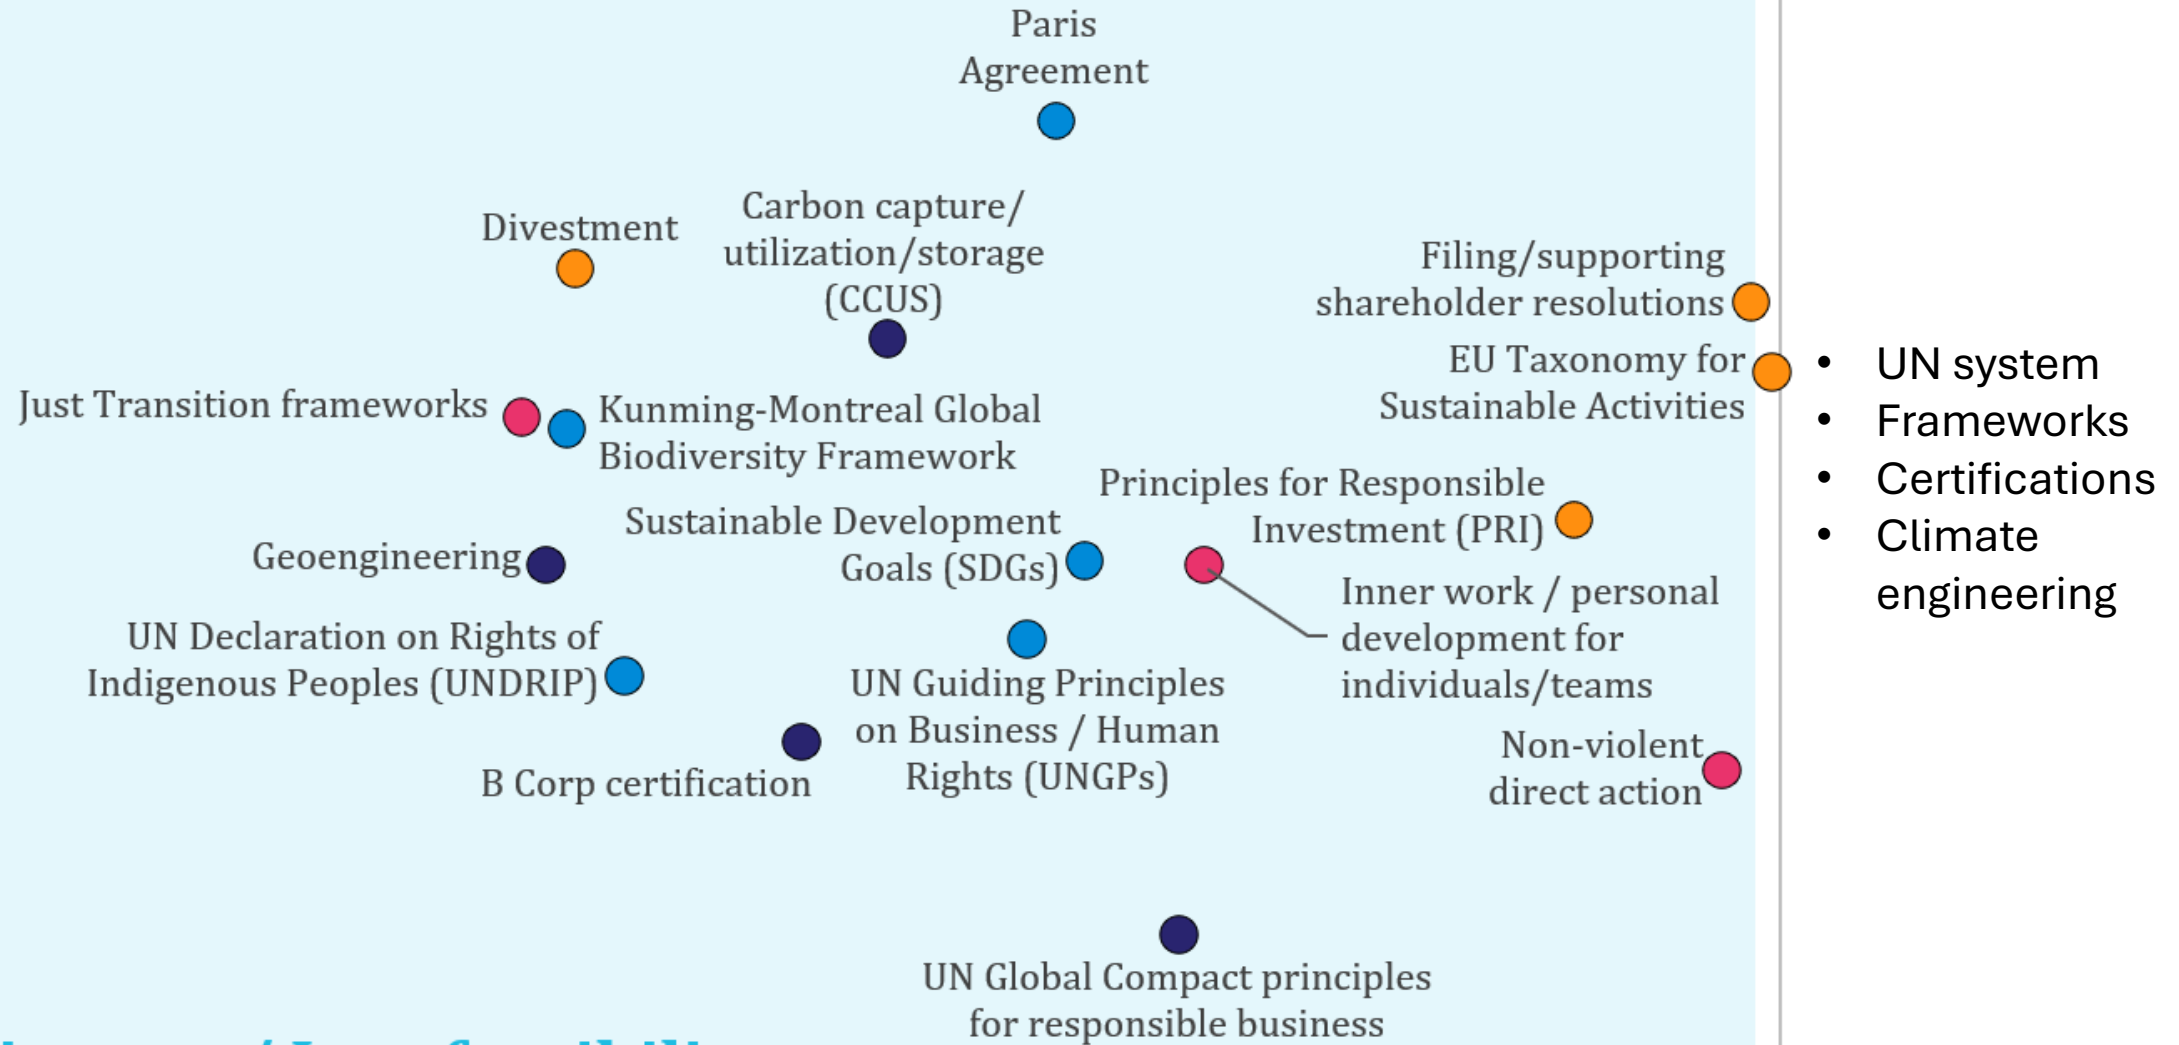 Paris
Agreement
Divestment
Carbon capture/
utilization/storage
(CCUS)
Filing/supporting
shareholder resolutions
EU Taxonomy for
Sustainable Activities
Just Transition frameworks
Kunming-Montreal Global
Biodiversity Framework
Principles for Responsible
Investment (PRI)
Sustainable Development
Goals (SDGs)
Geoengineering
Inner work / personal
development for
individuals/teams
UN Declaration on Rights of
Indigenous Peoples (UNDRIP)
UN Guiding Principles
on Business / Human
Rights (UNGPs)
B Corp certification
Non-violent
direct action
UN Global Compact principles
for responsible business
• UN system
• Frameworks
• Certifications
• Climate
engineering